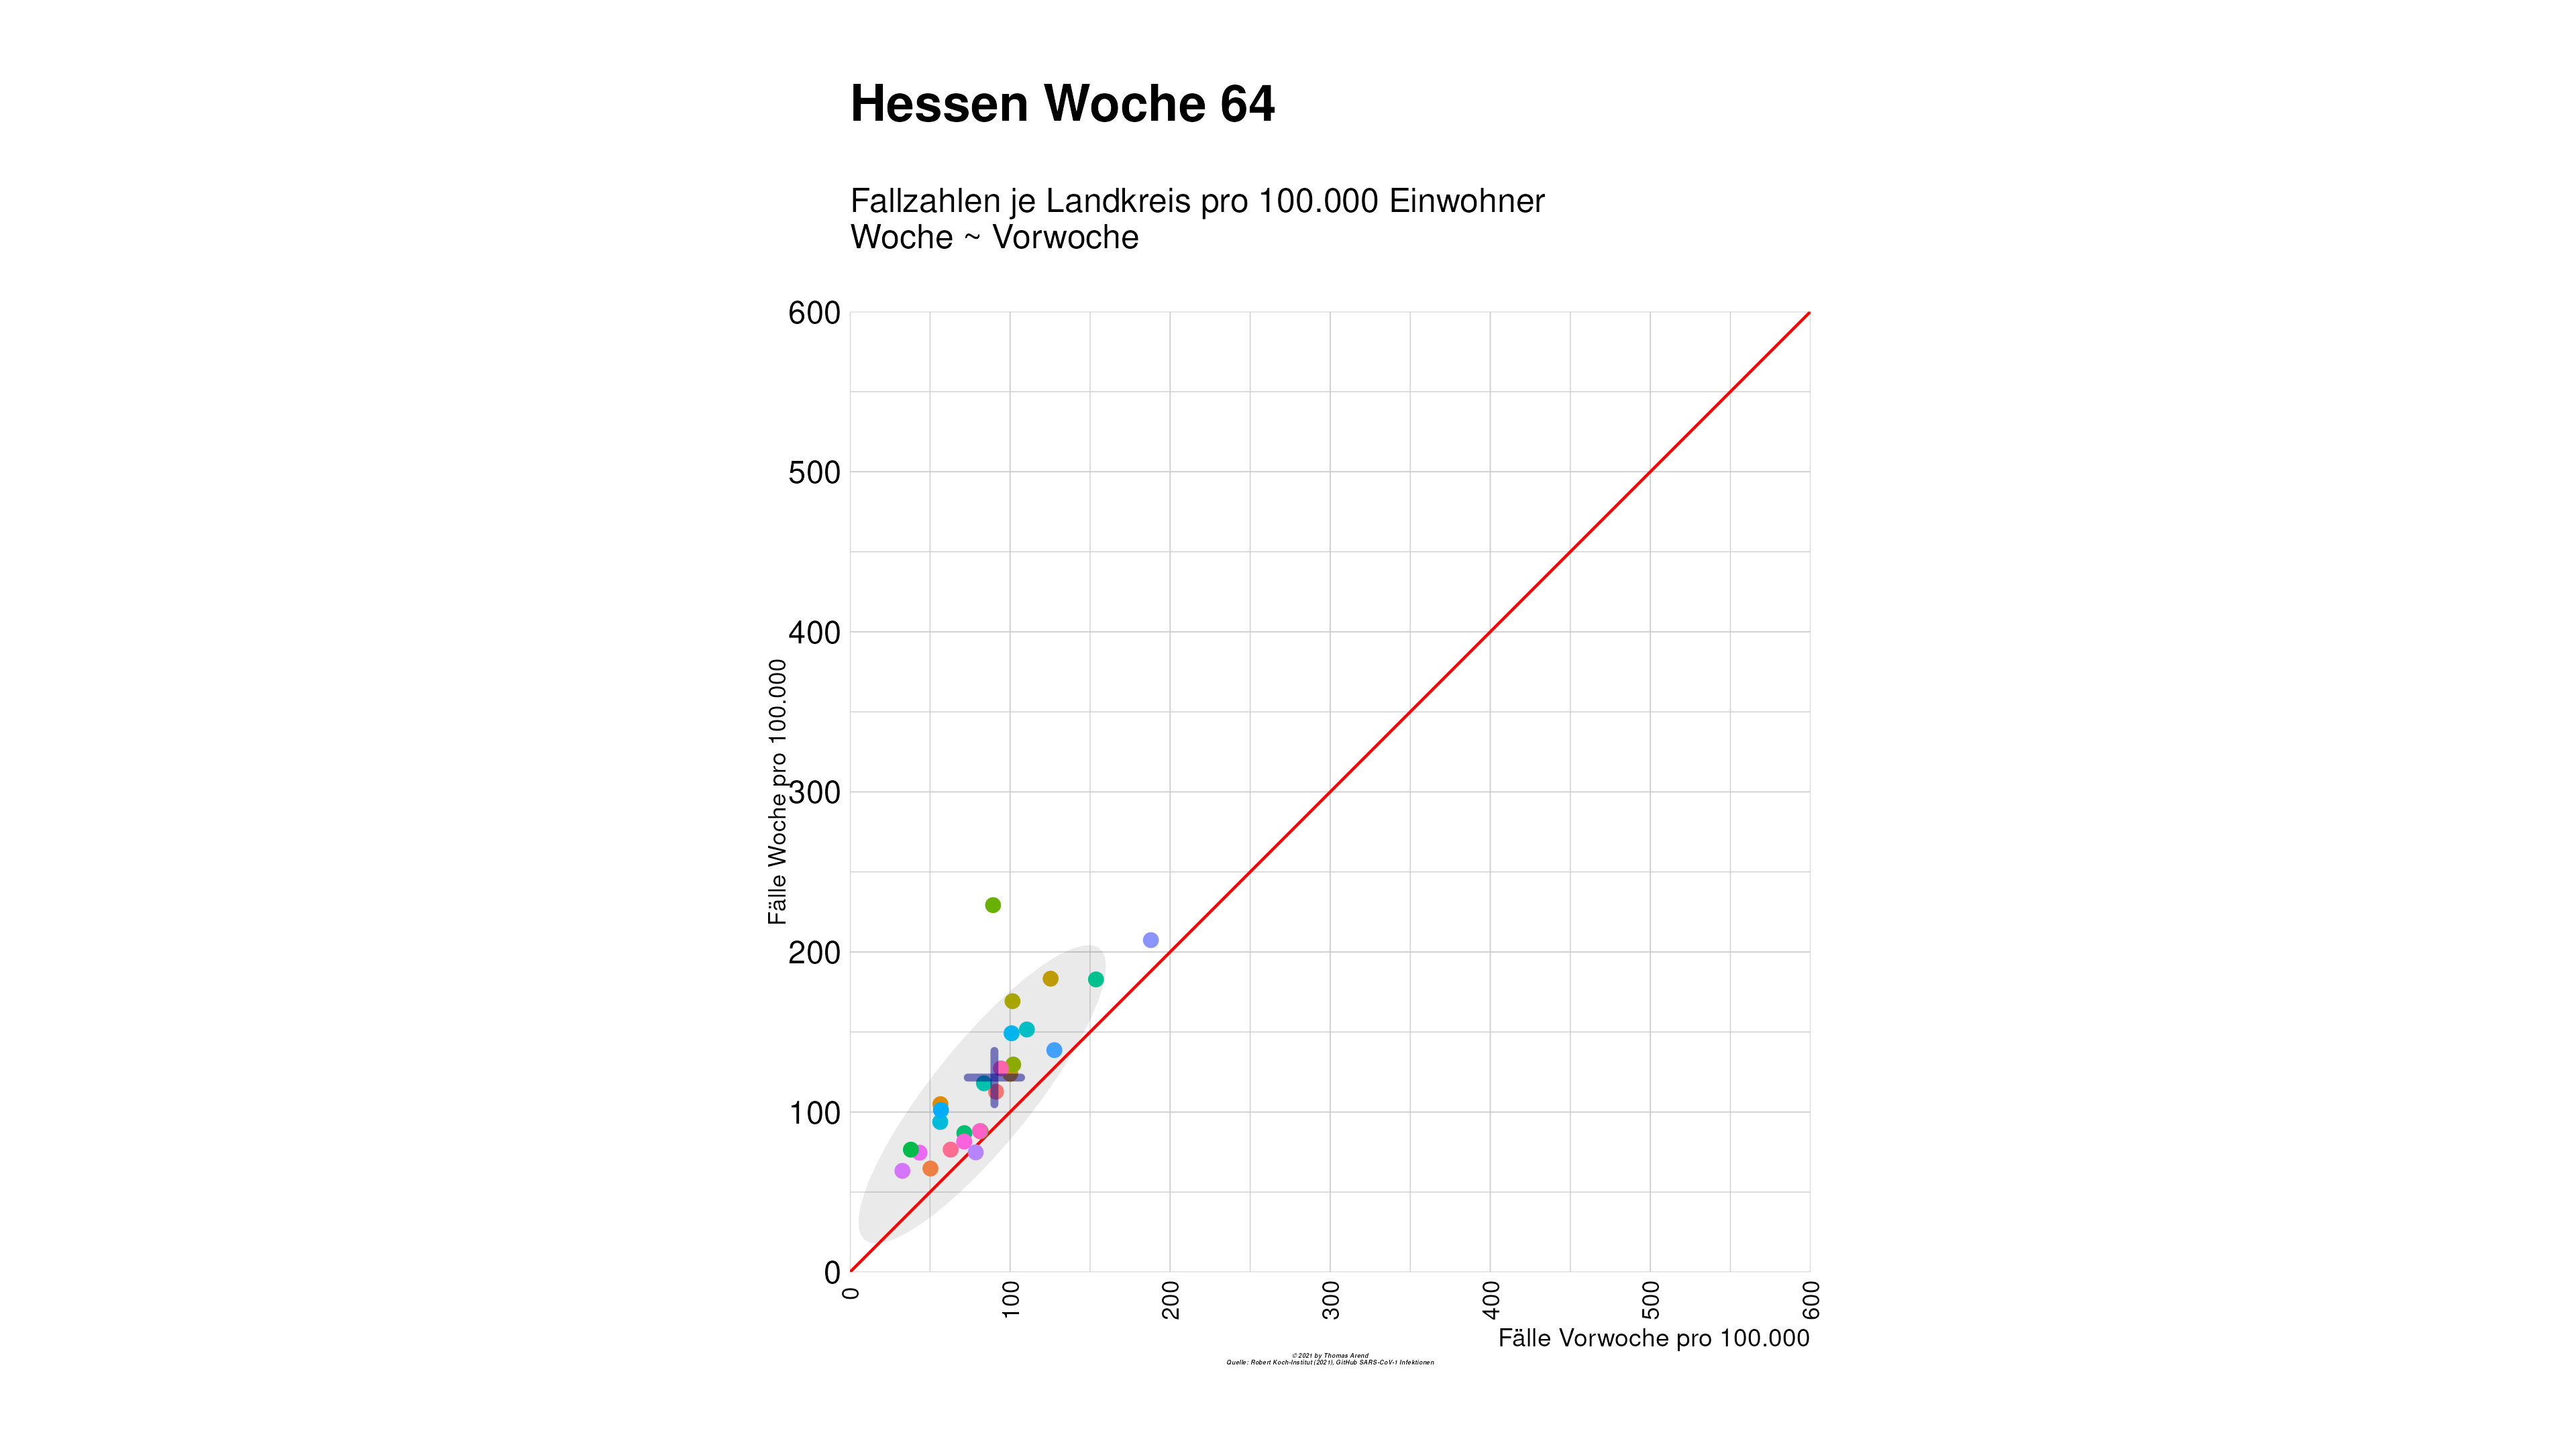 Hessen Woche 64
Fallzahlen je Landkreis pro 100.000 Einwohner
Woche ~ Vorwoche
600
500
400
300
200
100
0
Fälle Woche pro 100.000
0
100
200
300
400
500
600
Fälle Vorwoche pro 100.000
© 2021 by Thomas Arend
Quelle: Robert Koch-Institut (2021), GitHub SARS-CoV-1 Infektionen